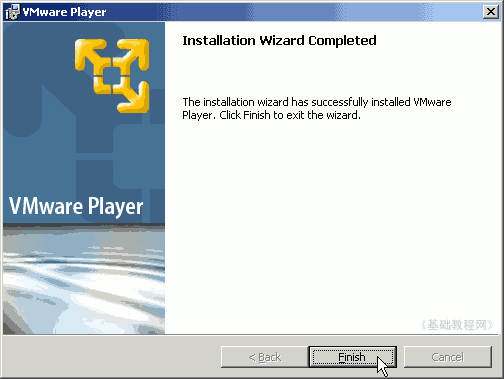 VMware Player
Installation Wizard Completed
The installation wizard has successfully installed VMware
Player. Click Finish to exit the wizard.
VMware Player
《基础教程网》
< Back
Finish
Cancel